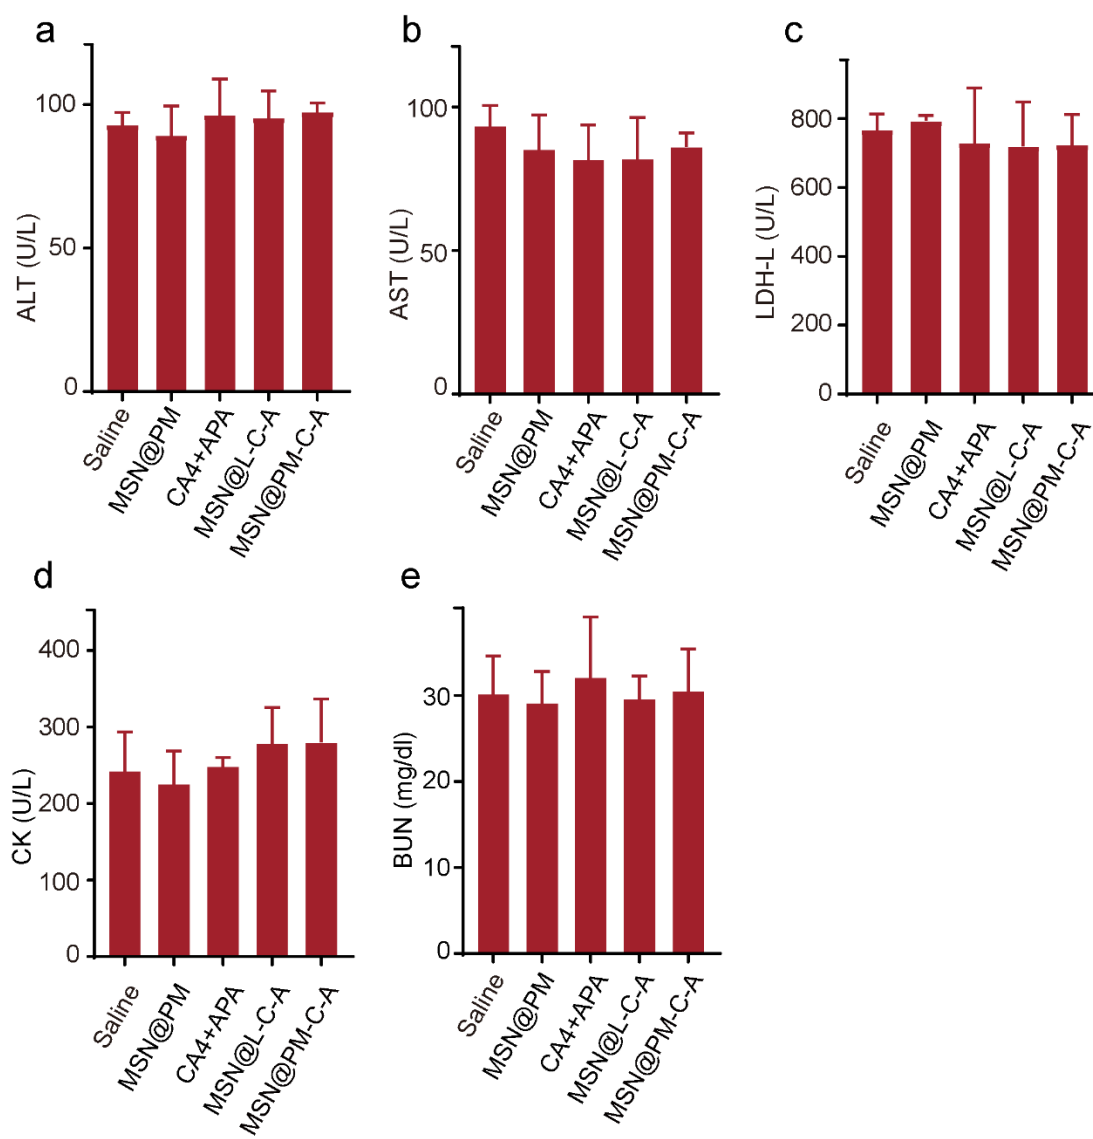 a
ALT (U/L)
100
50
0
Saline
MSN@PM
CA4+APA
MSN@L-C-A
MSN@PM-C-A
b
AST (U/L)
100
50
0
Saline
MSN@PM
CA4+APA
MSN@L-C-A
MSN@PM-C-A
c
LDH-L (U/L)
800
600
400
200
0
Saline
MSN@PM
CA4+APA
MSN@L-C-A
MSN@PM-C-A
d
CK (U/L)
400
300
200
100
0
Saline
MSN@PM
CA4+APA
MSN@L-C-A
MSN@PM-C-A
e
BUN (mg/dl)
30
20
10
0
Saline
MSN@PM
CA4+APA
MSN@L-C-A
MSN@PM-C-A